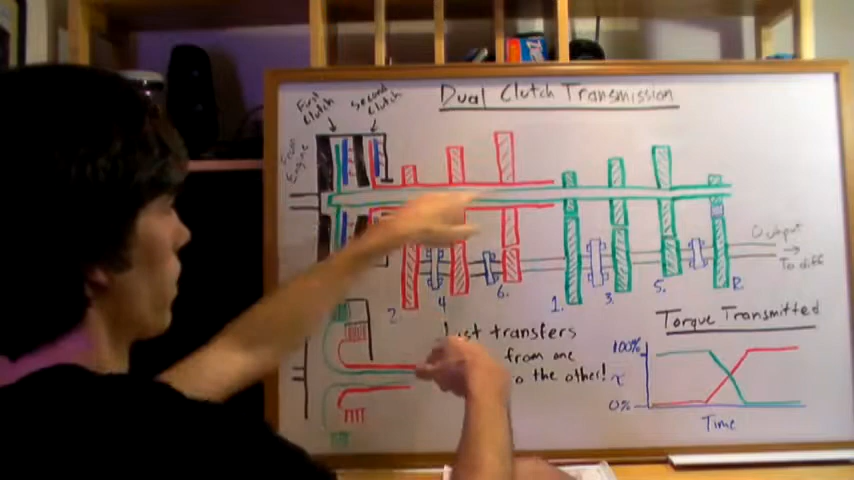 Dual Clutch Transmission
First
Clutch
Second
Clutch
From
Engine
2.
4
6.
1.
3.
5.
R
Output
To diff
transfers
from one
to the other!
Torque Transmitted
100%
τ
0%
Time